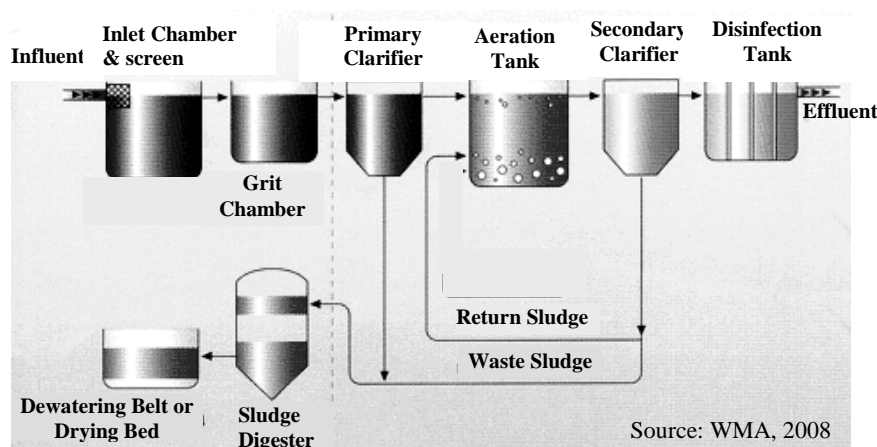 Influent
Inlet Chamber
& screen
Primary
Clarifier
Aeration
Tank
Secondary
Clarifier
Disinfection
Tank
Effluent
Grit
Chamber
Return Sludge
Waste Sludge
Dewatering Belt or
Drying Bed
Sludge
Digester
Source: WMA, 2008